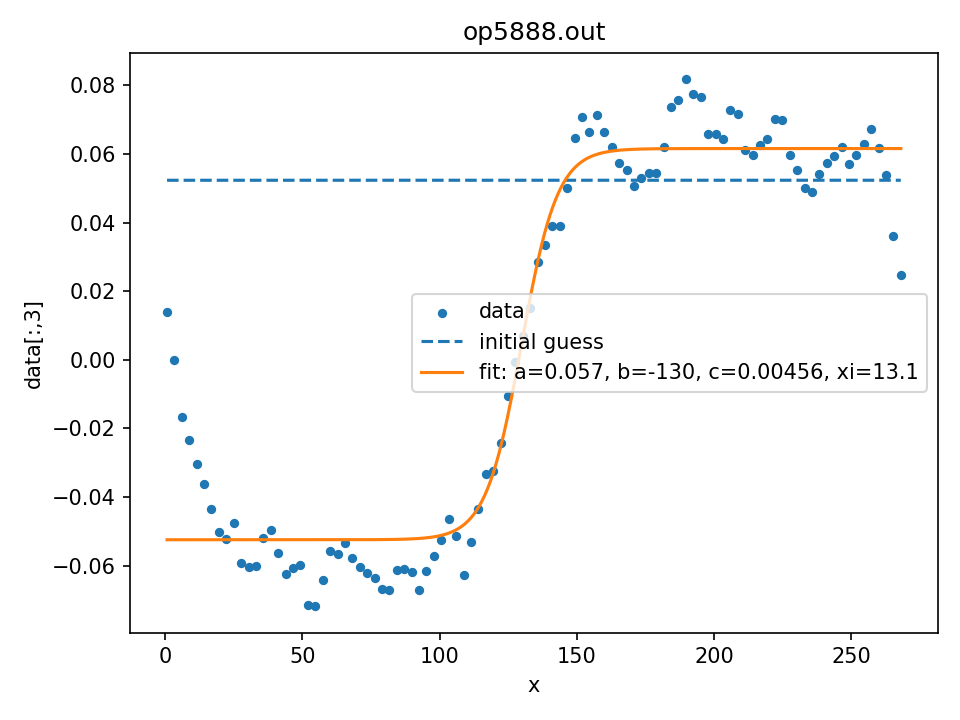 op5888.out
data[:,3]
0.08
0.06
0.04
0.02
0.00
−0.02
−0.04
−0.06
data
initial guess
fit: a=0.057, b=-130, c=0.00456, xi=13.1
0 50 100 150 200 250
x